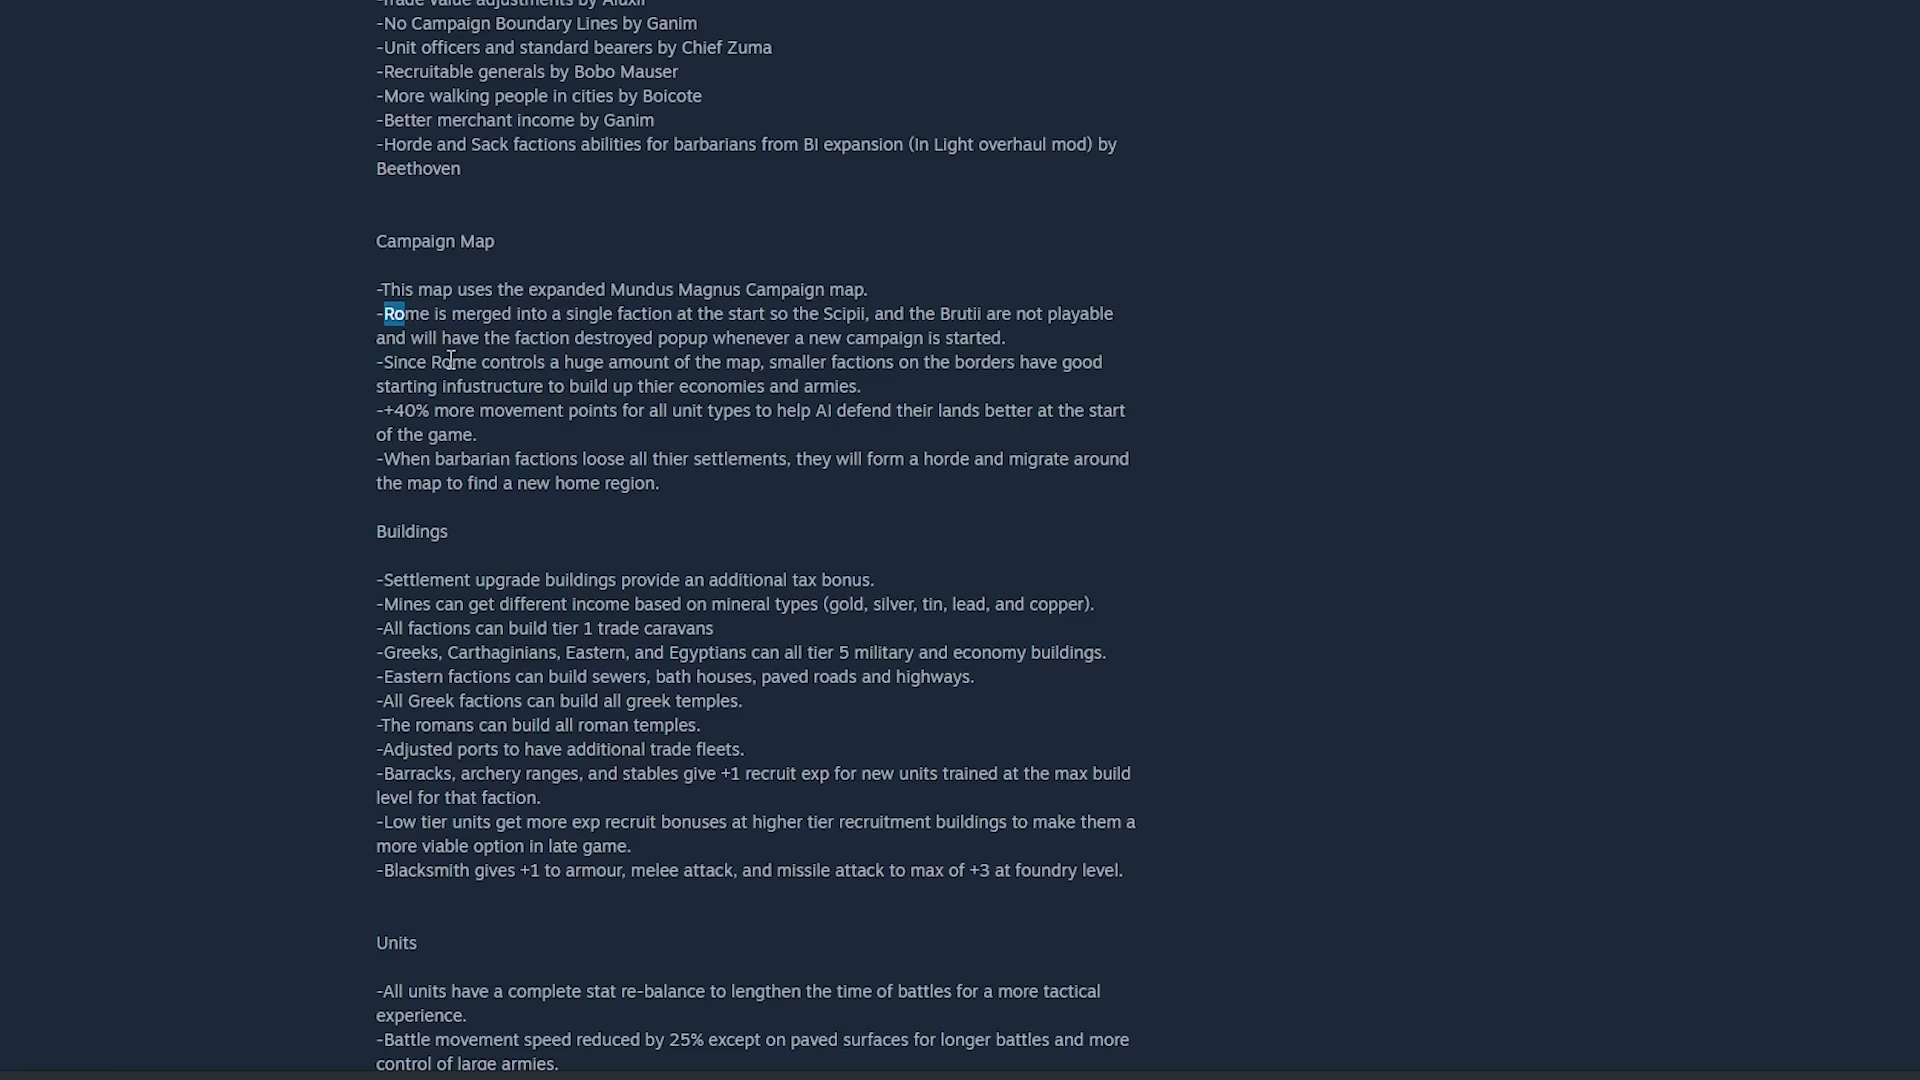 -Trade value adjustments by Aluxil
-No Campaign Boundary Lines by Ganim
-Unit officers and standard bearers by Chief Zuma
-Recruitable generals by Bobo Mauser
-More walking people in cities by Boicote
-Better merchant income by Ganim
-Horde and Sack factions abilities for barbarians from BI expansion (In Light overhaul mod) by
Beethoven
Campaign Map
-This map uses the expanded Mundus Magnus Campaign map.
-Rome is merged into a single faction at the start so the Scipii, and the Brutii are not playable
and will have the faction destroyed popup whenever a new campaign is started.
-Since Rome controls a huge amount of the map, smaller factions on the borders have good
starting infustructure to build up thier economies and armies.
-+40% more movement points for all unit types to help AI defend their lands better at the start
of the game.
-When barbarian factions loose all thier settlements, they will form a horde and migrate around
the map to find a new home region.
Buildings
-Settlement upgrade buildings provide an additional tax bonus.
-Mines can get different income based on mineral types (gold, silver, tin, lead, and copper).
-All factions can build tier 1 trade caravans
-Greeks, Carthaginians, Eastern, and Egyptians can all tier 5 military and economy buildings.
-Eastern factions can build sewers, bath houses, paved roads and highways.
-All Greek factions can build all greek temples.
-The romans can build all roman temples.
-Adjusted ports to have additional trade fleets.
-Barracks, archery ranges, and stables give +1 recruit exp for new units trained at the max build
level for that faction.
-Low tier units get more exp recruit bonuses at higher tier recruitment buildings to make them a
more viable option in late game.
-Blacksmith gives +1 to armour, melee attack, and missile attack to max of +3 at foundry level.
Units
-All units have a complete stat re-balance to lengthen the time of battles for a more tactical
experience.
-Battle movement speed reduced by 25% except on paved surfaces for longer battles and more
control of large armies.